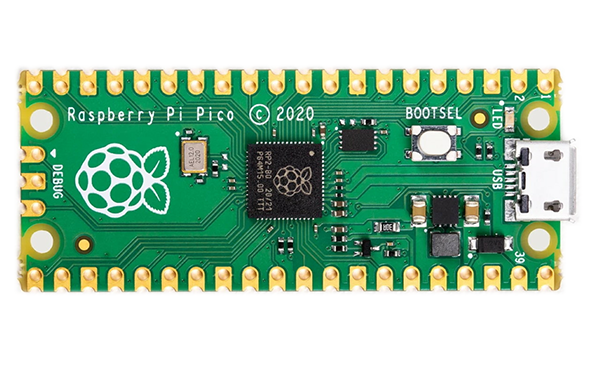 Raspberry Pi Pico © 2020
BOOTSEL
LED
2
1
DEBUG
USB
RP2-B0 20/21
P64M15.00 TTT
39